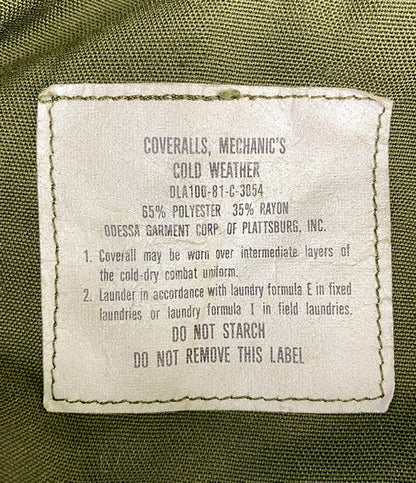 COVERALLS, MECHANIC'S
COLD WEATHER
DLA100-81-C-3054
65% POLYESTER 35% RAYON
ODESSA GARMENT CORP. OF PLATTSBURG, INC.
1. Coverall may be worn over intermediate layers of
the cold-dry combat uniform.
2. Launder in accordance with laundry formula E in fixed
laundries or laundry formula I in field laundries.
DO NOT STARCH
DO NOT REMOVE THIS LABEL